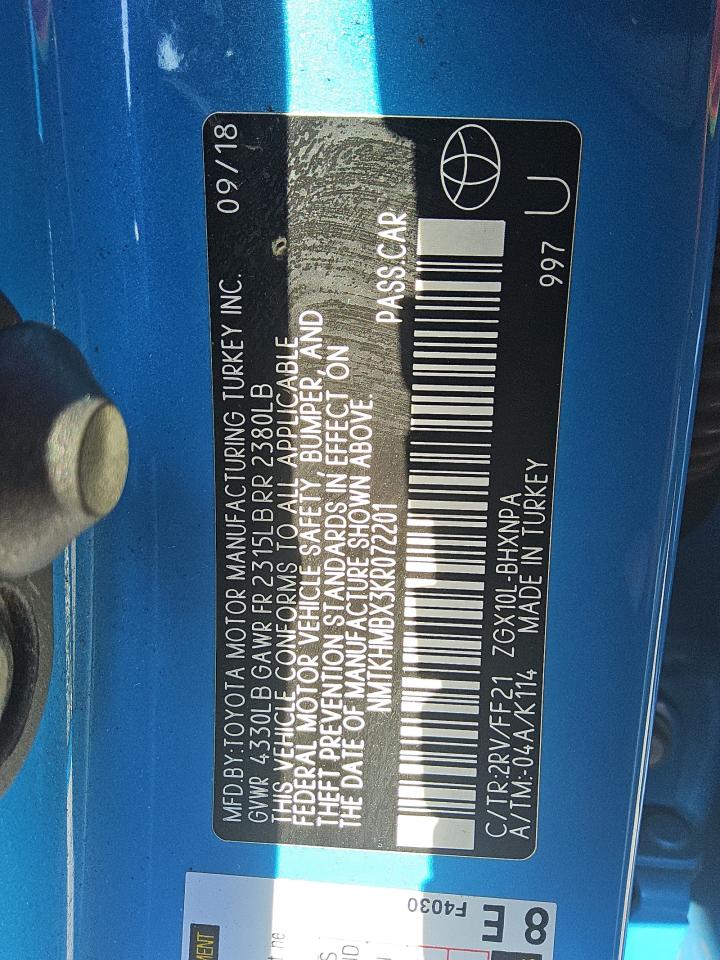 MFD.BY:TOYOTA MOTOR MANUFACTURING TURKEY INC. 09/18
GVWR 4330LB GAWR FR 2315LB RR 2380LB
THIS VEHICLE CONFORMS TO ALL APPLICABLE
FEDERAL MOTOR VEHICLE SAFETY, BUMPER, AND
THEFT PREVENTION STANDARDS IN EFFECT ON
THE DATE OF MANUFACTURE SHOWN ABOVE.
NMTKHMBX3KR072201 PASS.CAR
C/TR:2RV/FF21 ZGX10L-BHXNPA
A/TM:-04A/K114 MADE IN TURKEY 997 U
F4030
8E